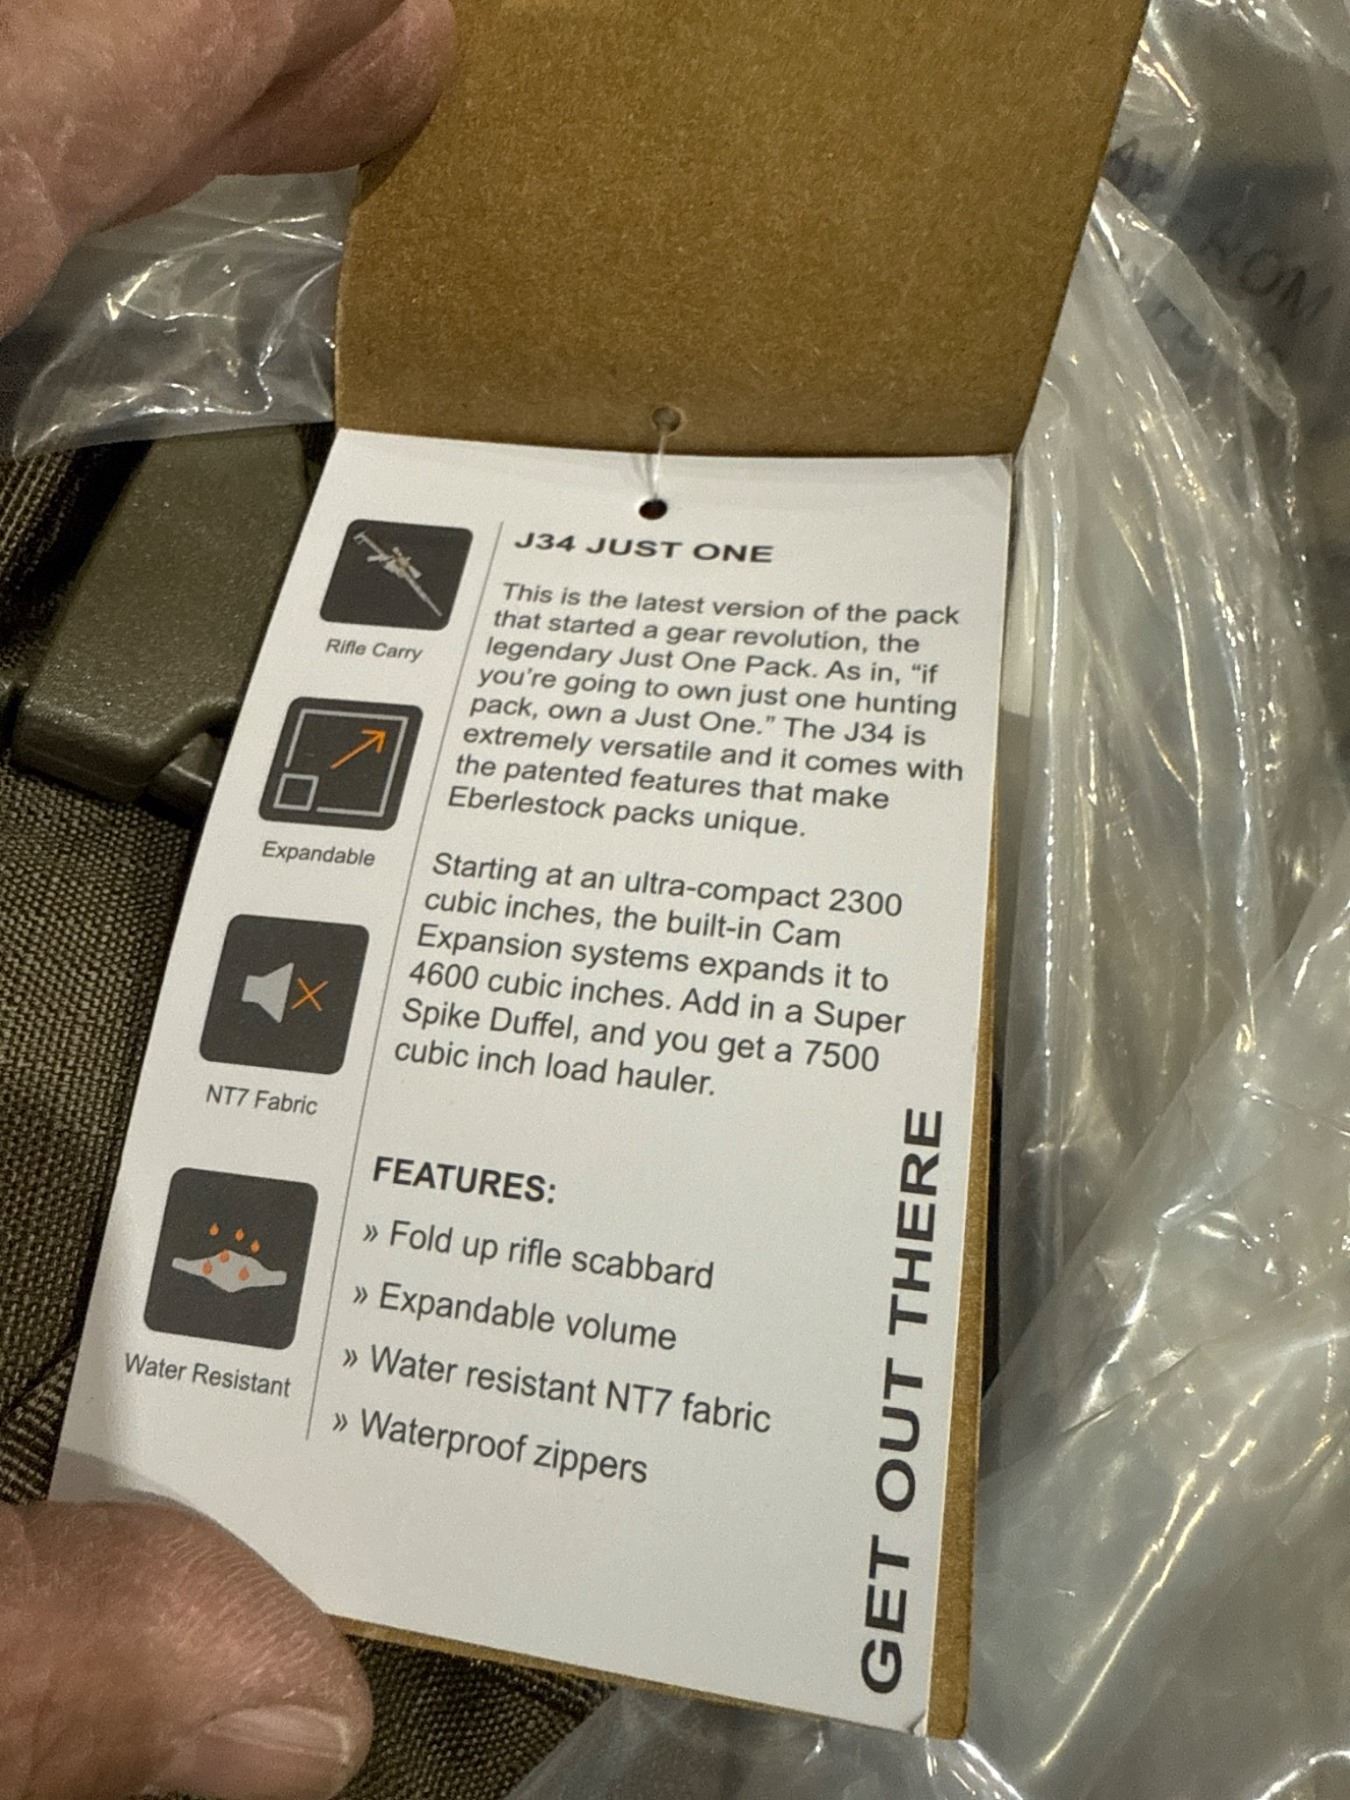 J34 JUST ONE
This is the latest version of the pack
that started a gear revolution, the
legendary Just One Pack. As in, “if
you’re going to own just one hunting
pack, own a Just One.” The J34 is
extremely versatile and it comes with
the patented features that make
Eberlestock packs unique.
Starting at an ultra-compact 2300
cubic inches, the built-in Cam
Expansion systems expands it to
4600 cubic inches. Add in a Super
Spike Duffel, and you get a 7500
cubic inch load hauler.
FEATURES:
» Fold up rifle scabbard
» Expandable volume
» Water resistant NT7 fabric
» Waterproof zippers
Rifle Carry
Expandable
NT7 Fabric
Water Resistant
GET OUT THERE